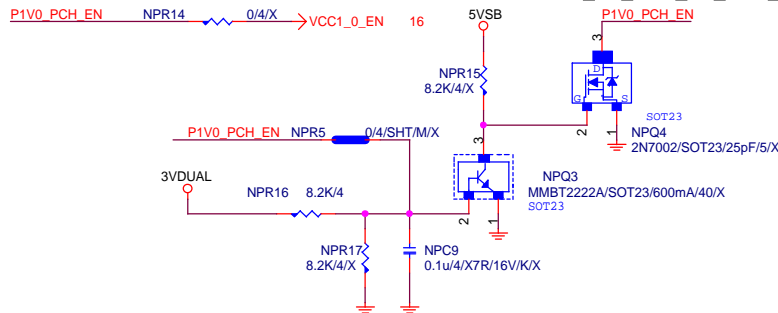 P1V0_PCH_EN NPR14 0/4/X VCC1_0_EN 16
5VSB
P1V0_PCH_EN
3
D
G S
SOT23
2 1
NPQ4
2N7002/SOT23/25pF/5/X
NPR15
8.2K/4/X
P1V0_PCH_EN NPR5 0/4/SHT/M/X
3
NPQ3
MMBT2222A/SOT23/600mA/40/X
SOT23
2 1
3VDUAL
NPR16 8.2K/4
NPR17
8.2K/4/X
NPC9
0.1u/4/X7R/16V/K/X